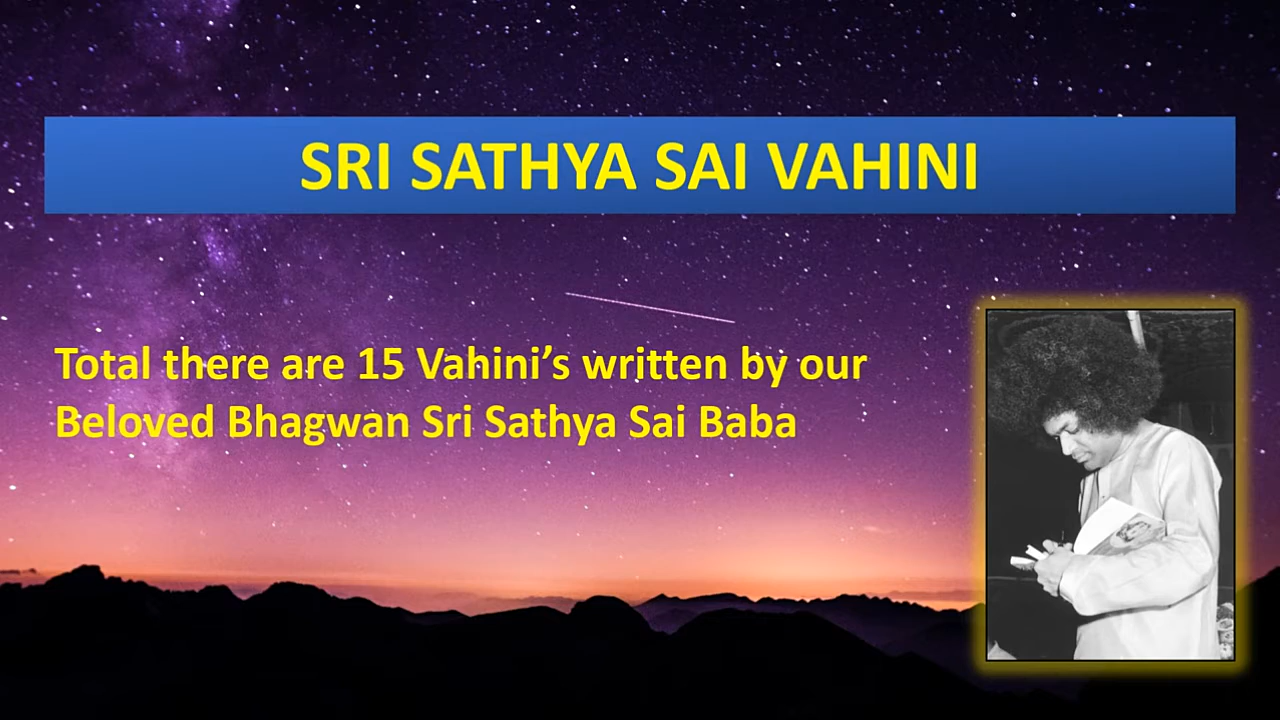 SRI SATHYA SAI VAHINI
Total there are 15 Vahini’s written by our
Beloved Bhagwan Sri Sathya Sai Baba